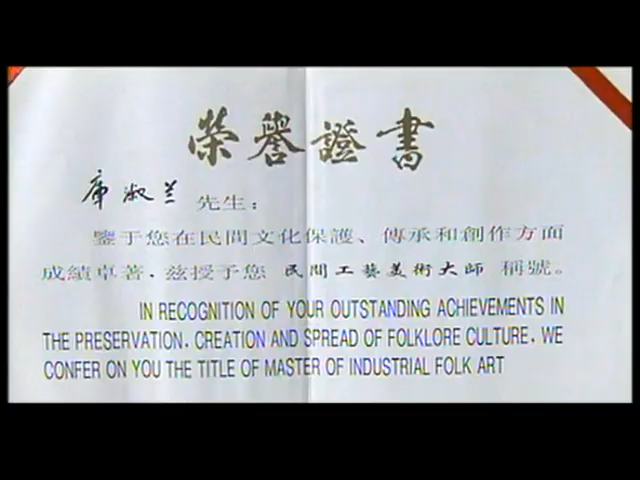 榮譽證書
庫淑兰 先生：
鑒于您在民間文化保護、傳承和創作方面
成績卓著．兹授予您 民間工藝美術大師 稱號。
IN RECOGNITION OF YOUR OUTSTANDING ACHIEVEMENTS IN
THE PRESERVATION. CREATION AND SPREAD OF FOLKLORE CULTURE. WE
CONFER ON YOU THE TITLE OF MASTER OF INDUSTRIAL FOLK ART